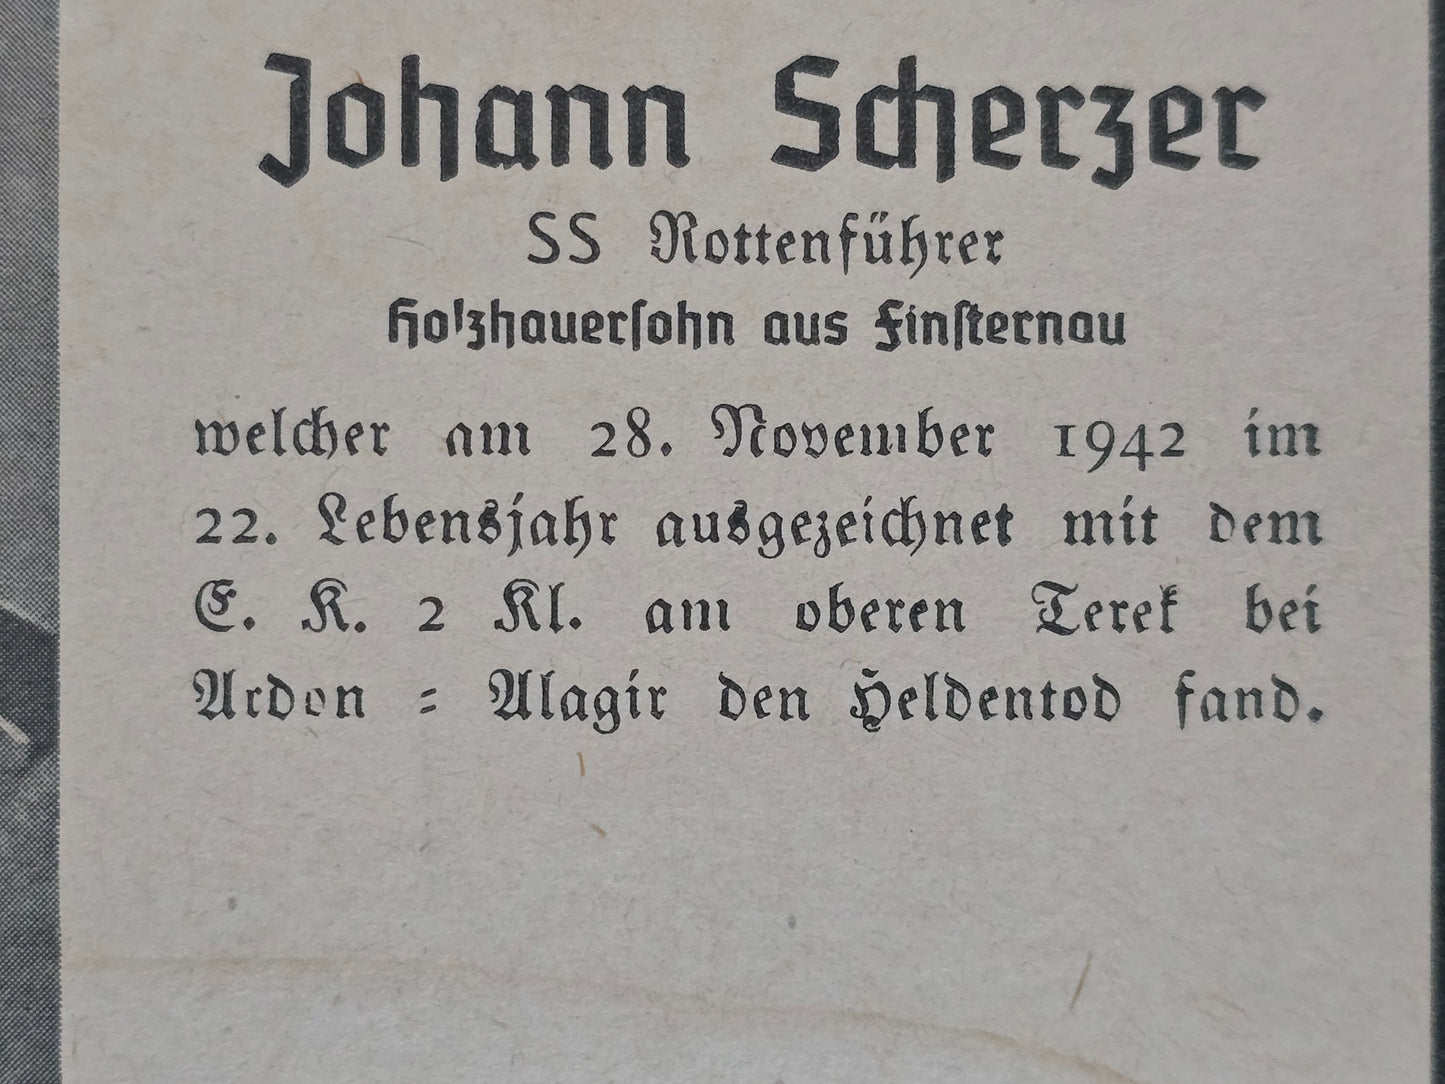 Johann Scherzer
SS Rottenführer
Holzhauersohn aus Finsternau
welcher am 28. November 1942 im
22. Lebensjahr ausgezeichnet mit dem
E. K. 2 Kl. am oberen Terek bei
Ardon = Alagir den Heldentod fand.